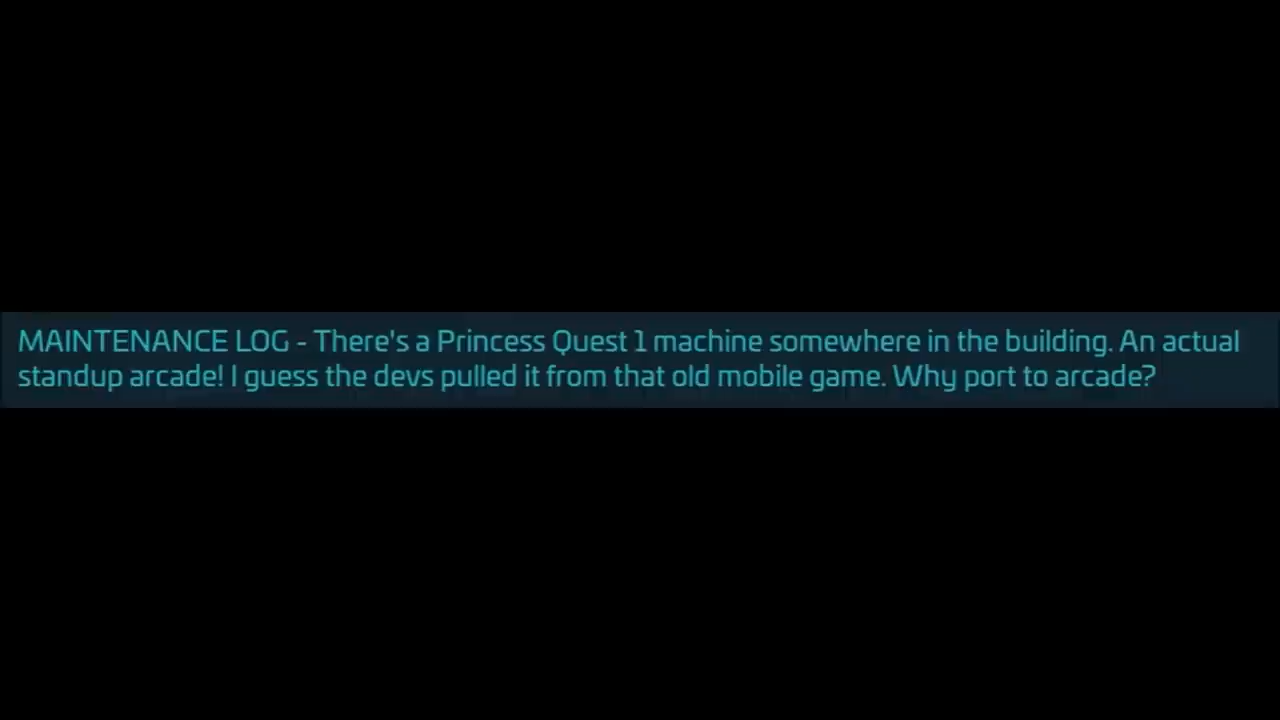 MAINTENANCE LOG - There's a Princess Quest 1 machine somewhere in the building. An actual
standup arcade! I guess the devs pulled it from that old mobile game. Why port to arcade?